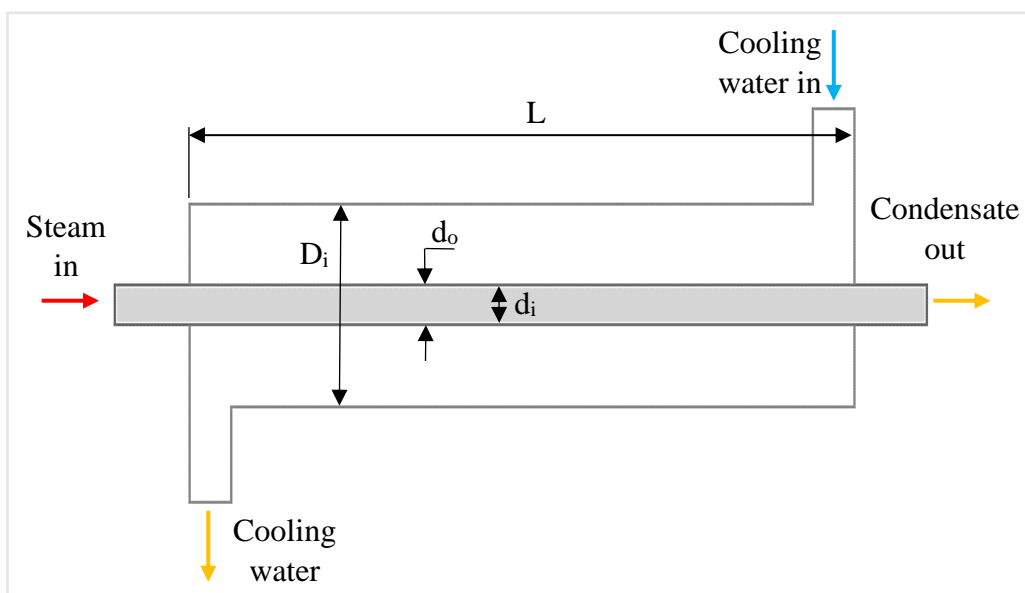 Cooling
water in
L
Steam
in
Dᵢ
dₒ
dᵢ
Condensate
out
Cooling
water